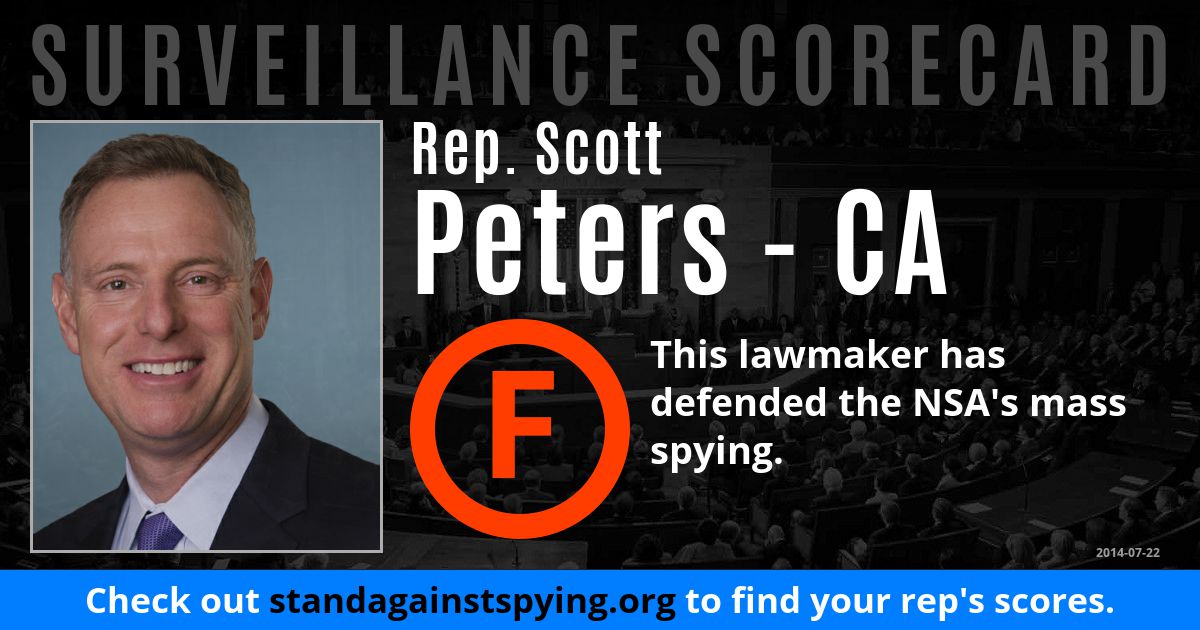 SURVEILLANCE SCORECARD
Rep. Scott
Peters - CA
F
This lawmaker has
defended the NSA's mass
spying.
2014-07-22
Check out standagainstspying.org to find your rep's scores.